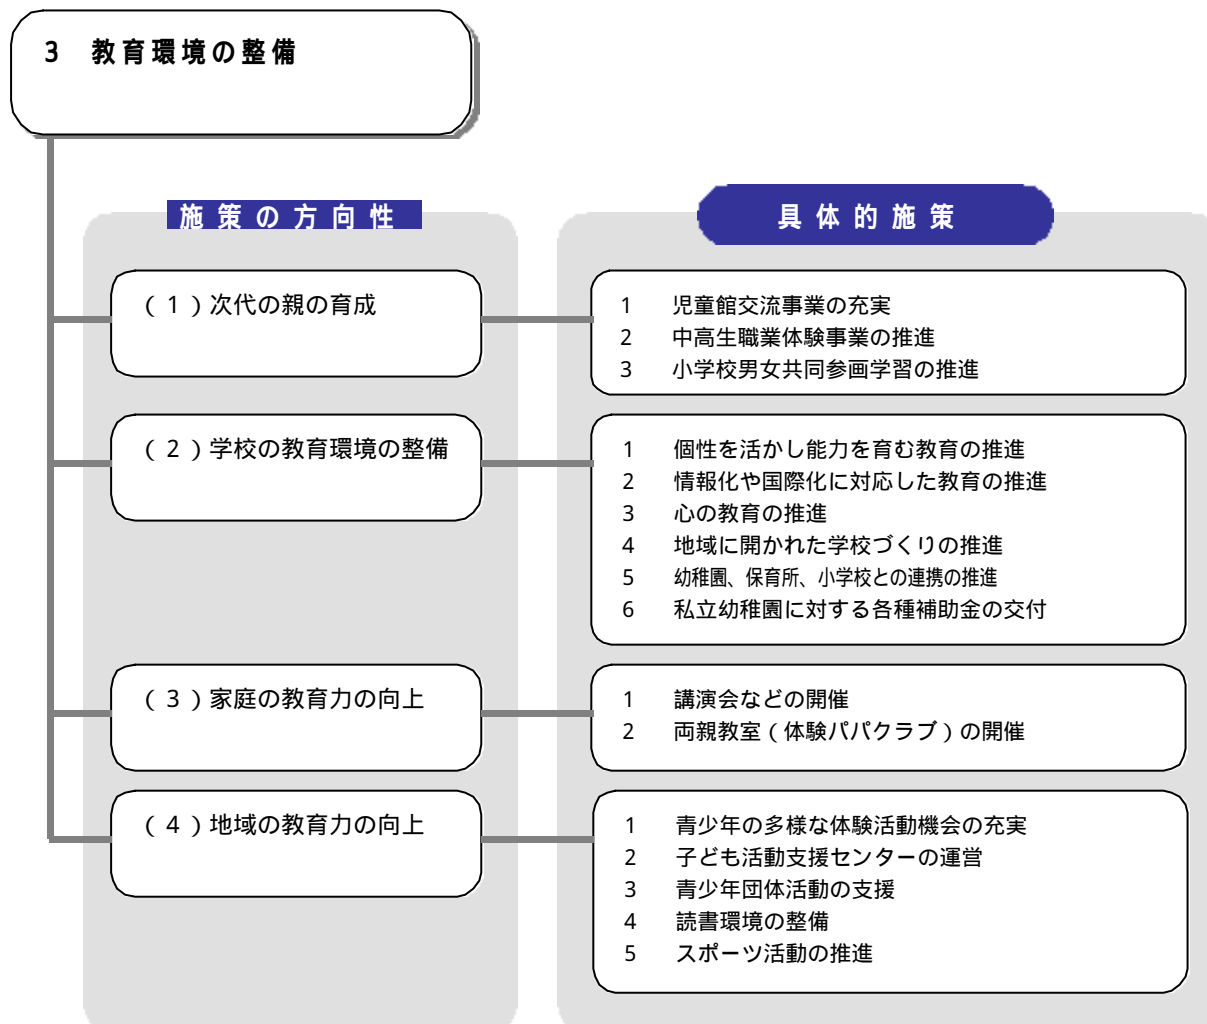 3 教育環境の整備
施策の方向性
具体的施策
(1)次代の親の育成
1 児童館交流事業の充実
2 中高生職業体験事業の推進
3 小学校男女共同参画学習の推進
(2)学校の教育環境の整備
1 個性を活かし能力を育む教育の推進
2 情報化や国際化に対応した教育の推進
3 心の教育の推進
4 地域に開かれた学校づくりの推進
5 幼稚園、保育所、小学校との連携の推進
6 私立幼稚園に対する各種補助金の交付
(3)家庭の教育力の向上
1 講演会などの開催
2 両親教室(体験パパクラブ)の開催
(4)地域の教育力の向上
1 青少年の多様な体験活動機会の充実
2 子ども活動支援センターの運営
3 青少年団体活動の支援
4 読書環境の整備
5 スポーツ活動の推進